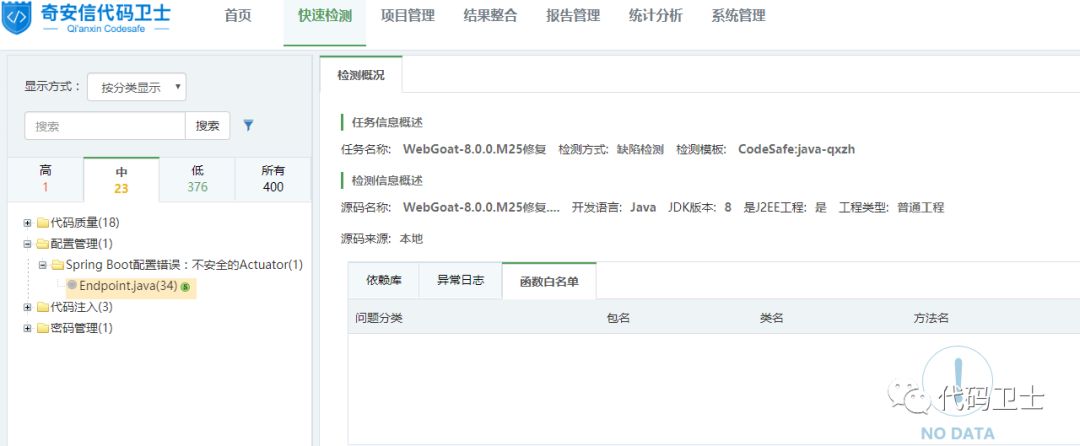 奇安信代码卫士
Qi'anxin Codesafe
首页 快速检测 项目管理 结果整合 报告管理 统计分析 系统管理
显示方式： 按分类显示
搜索 搜索
高 中 低 所有
1 23 376 400
代码质量(18)
配置管理(1)
Spring Boot配置错误：不安全的Actuator(1)
Endpoint.java(34)
代码注入(3)
密码管理(1)
检测概况
任务信息概述
任务名称: WebGoat-8.0.0.M25修复 检测方式: 缺陷检测 检测模板: CodeSafe:java-qxzh
检测信息概述
源码名称: WebGoat-8.0.0.M25修复.... 开发语言: Java JDK版本: 8 是J2EE工程: 是 工程类型: 普通工程
源码来源: 本地
依赖库 异常日志 函数白名单
问题分类 包名 类名 方法名
代码卫士
NO DATA